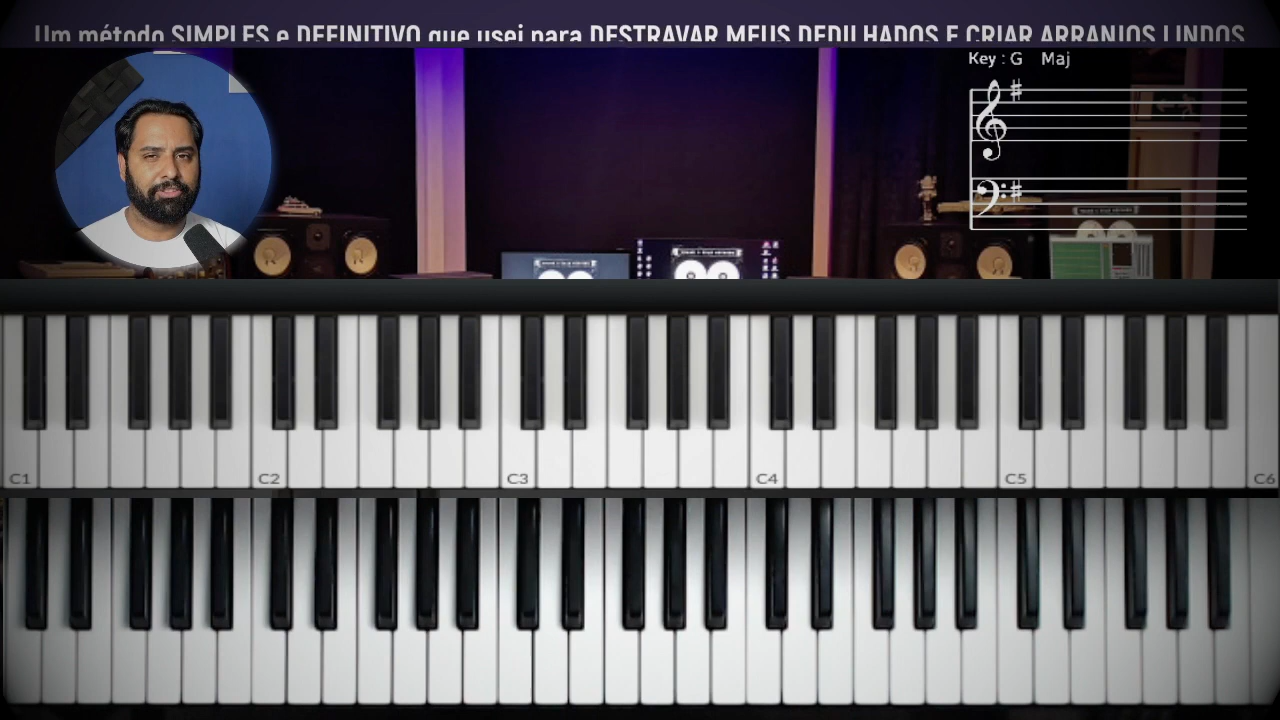 Um método SIMPLES e DEFINITIVO que usei para DESTRAVAR MEUS DEDILHADOS E CRIAR ARRANJOS LINDOS
Key : G Maj
C1 C2 C3 C4 C5 C6